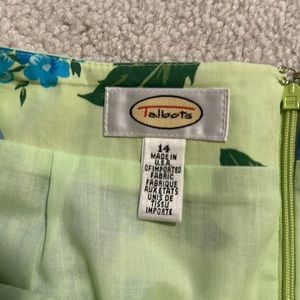 Talbots
14
MADE IN
U.S.A.
OF IMPORTED
FABRIC
FABRIQUE
AUX ETATS
UNIS DE
TISSU
IMPORTE